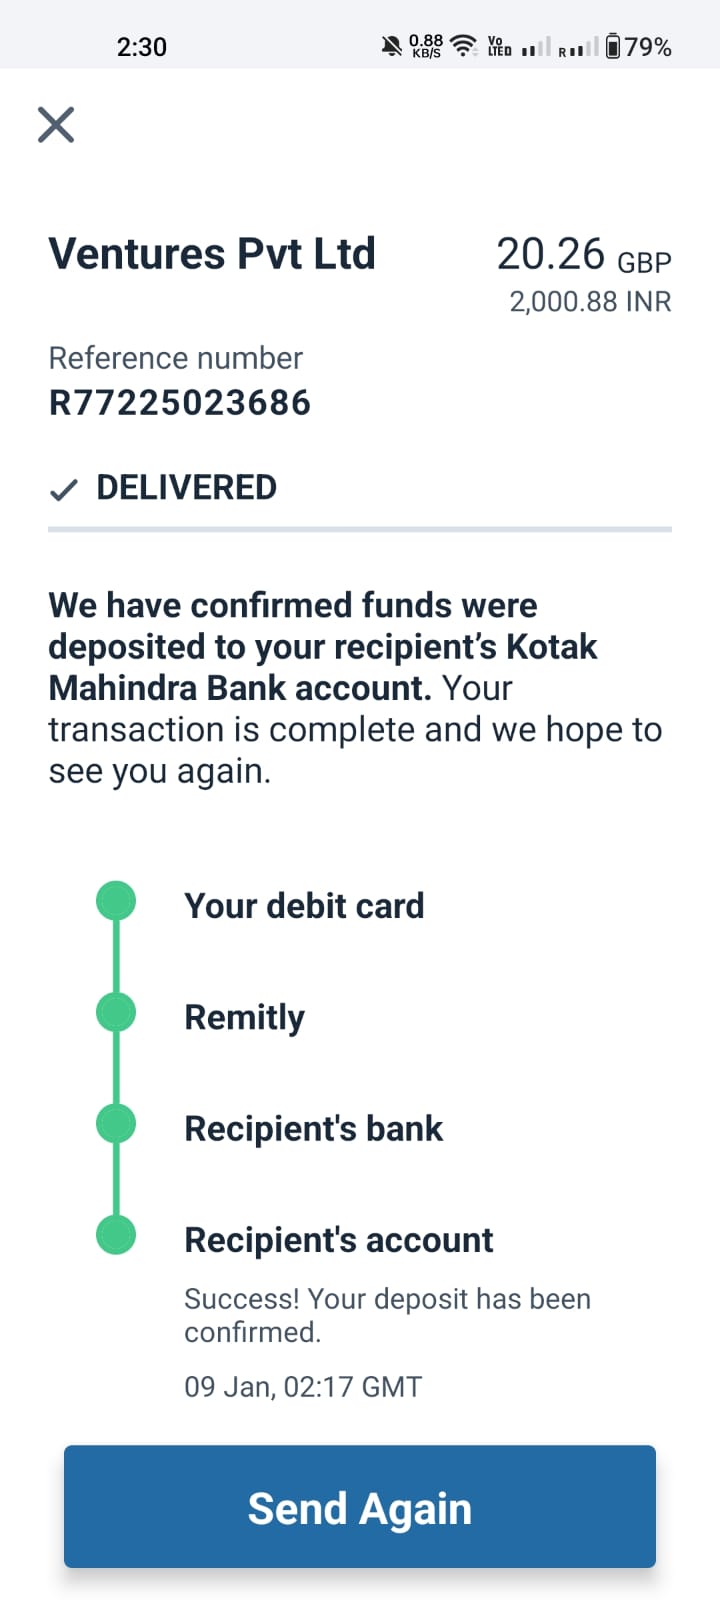 2:30
0.88
KB/S
Vo
LTED
R
79%
Ventures Pvt Ltd
20.26 GBP
2,000.88 INR
Reference number
R77225023686
DELIVERED
We have confirmed funds were
deposited to your recipient’s Kotak
Mahindra Bank account. Your
transaction is complete and we hope to
see you again.
Your debit card
Remitly
Recipient's bank
Recipient's account
Success! Your deposit has been
confirmed.
09 Jan, 02:17 GMT
Send Again